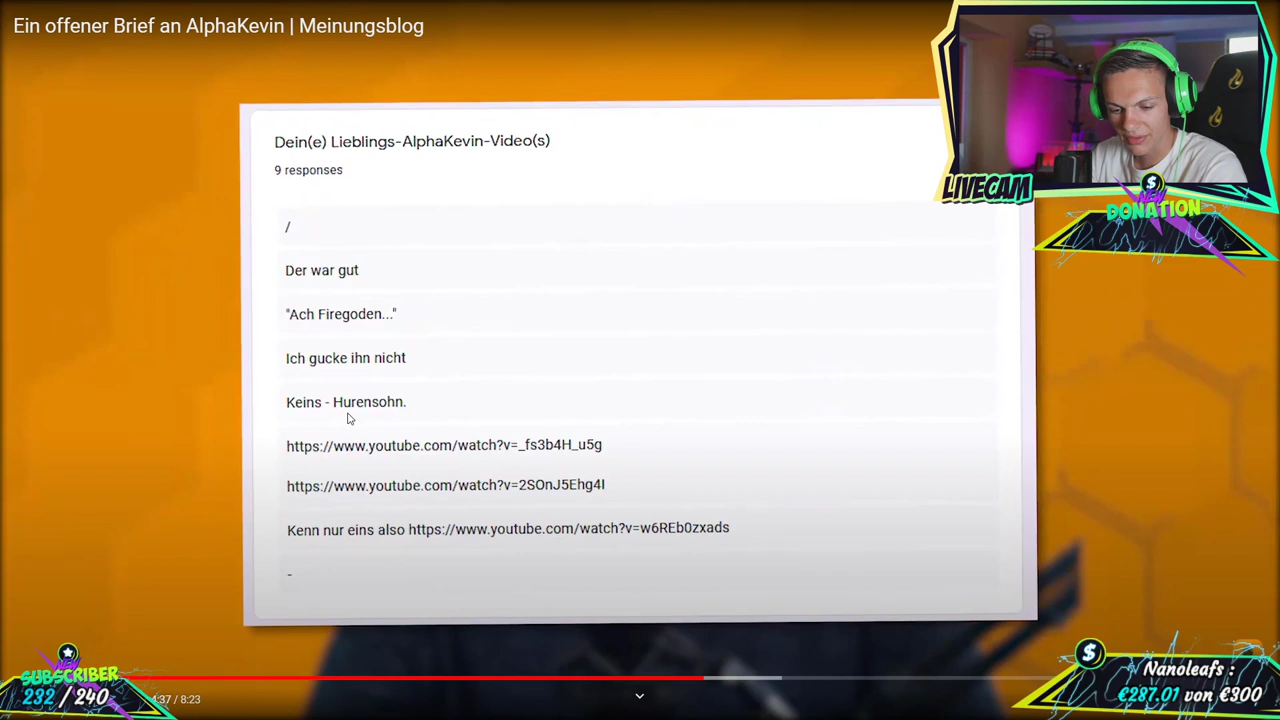 Ein offener Brief an AlphaKevin | Meinungsblog
LIVECAM
NEW
DONATION
Dein(e) Lieblings-AlphaKevin-Video(s)
9 responses
/
Der war gut
"Ach Firegoden..."
Ich gucke ihn nicht
Keins - Hurensohn.
https://www.youtube.com/watch?v=_fs3b4H_u5g
https://www.youtube.com/watch?v=2SOnJ5Ehg4I
Kenn nur eins also https://www.youtube.com/watch?v=w6REb0zxads
-
NEW
SUBSCRIBER
232 / 240
4:37 / 8:23
Nanoleafs :
€287.01 von €300